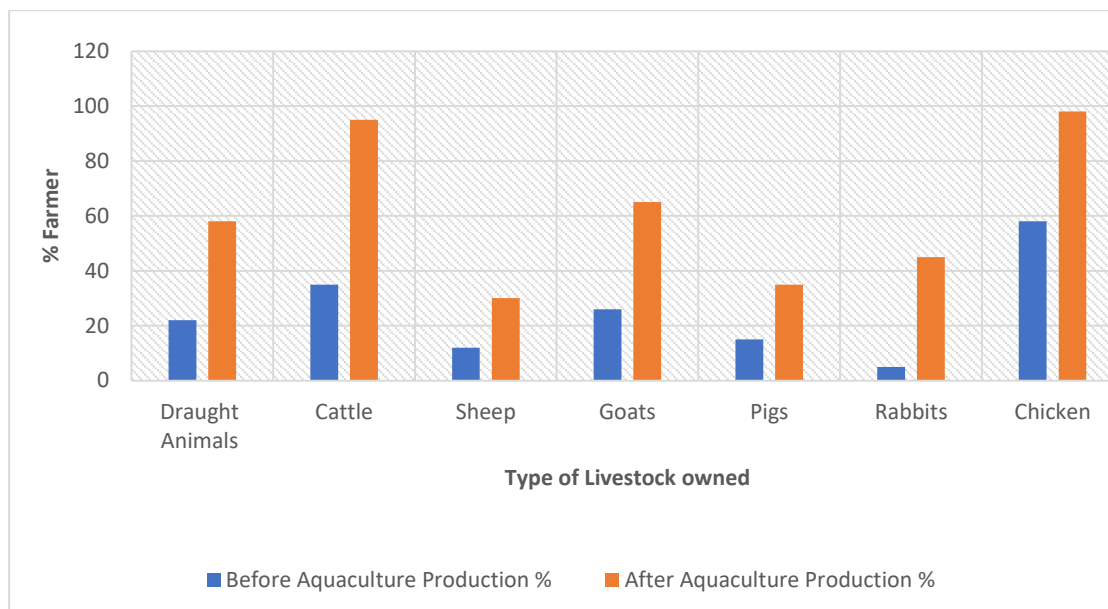 120
100
80
60
40
20
0
% Farmer
Draught Animals
Cattle
Sheep
Goats
Pigs
Rabbits
Chicken
Type of Livestock owned
Before Aquaculture Production %
After Aquaculture Production %